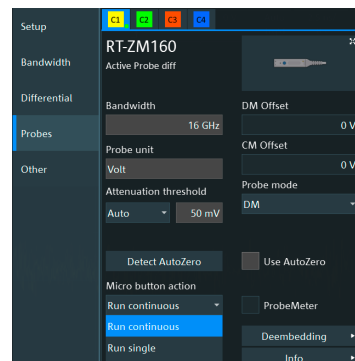 Setup
Bandwidth
Differential
Probes
Other
C1 C2 C3 C4
RT-ZM160
Active Probe diff
Bandwidth
16 GHz
Probe unit
Volt
Attenuation threshold
Auto 50 mV
Detect AutoZero
Micro button action
Run continuous
Run continuous
Run single
DM Offset
0 V
CM Offset
0 V
Probe mode
DM
Use AutoZero
ProbeMeter
Deembedding
Info